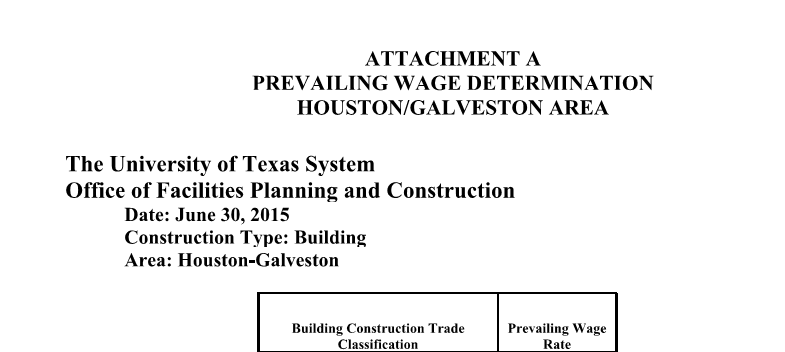 ATTACHMENT A
PREVAILING WAGE DETERMINATION
HOUSTON/GALVESTON AREA
The University of Texas System
Office of Facilities Planning and Construction
Date: June 30, 2015
Construction Type: Building
Area: Houston-Galveston
Building Construction Trade
Classification
Prevailing Wage
Rate